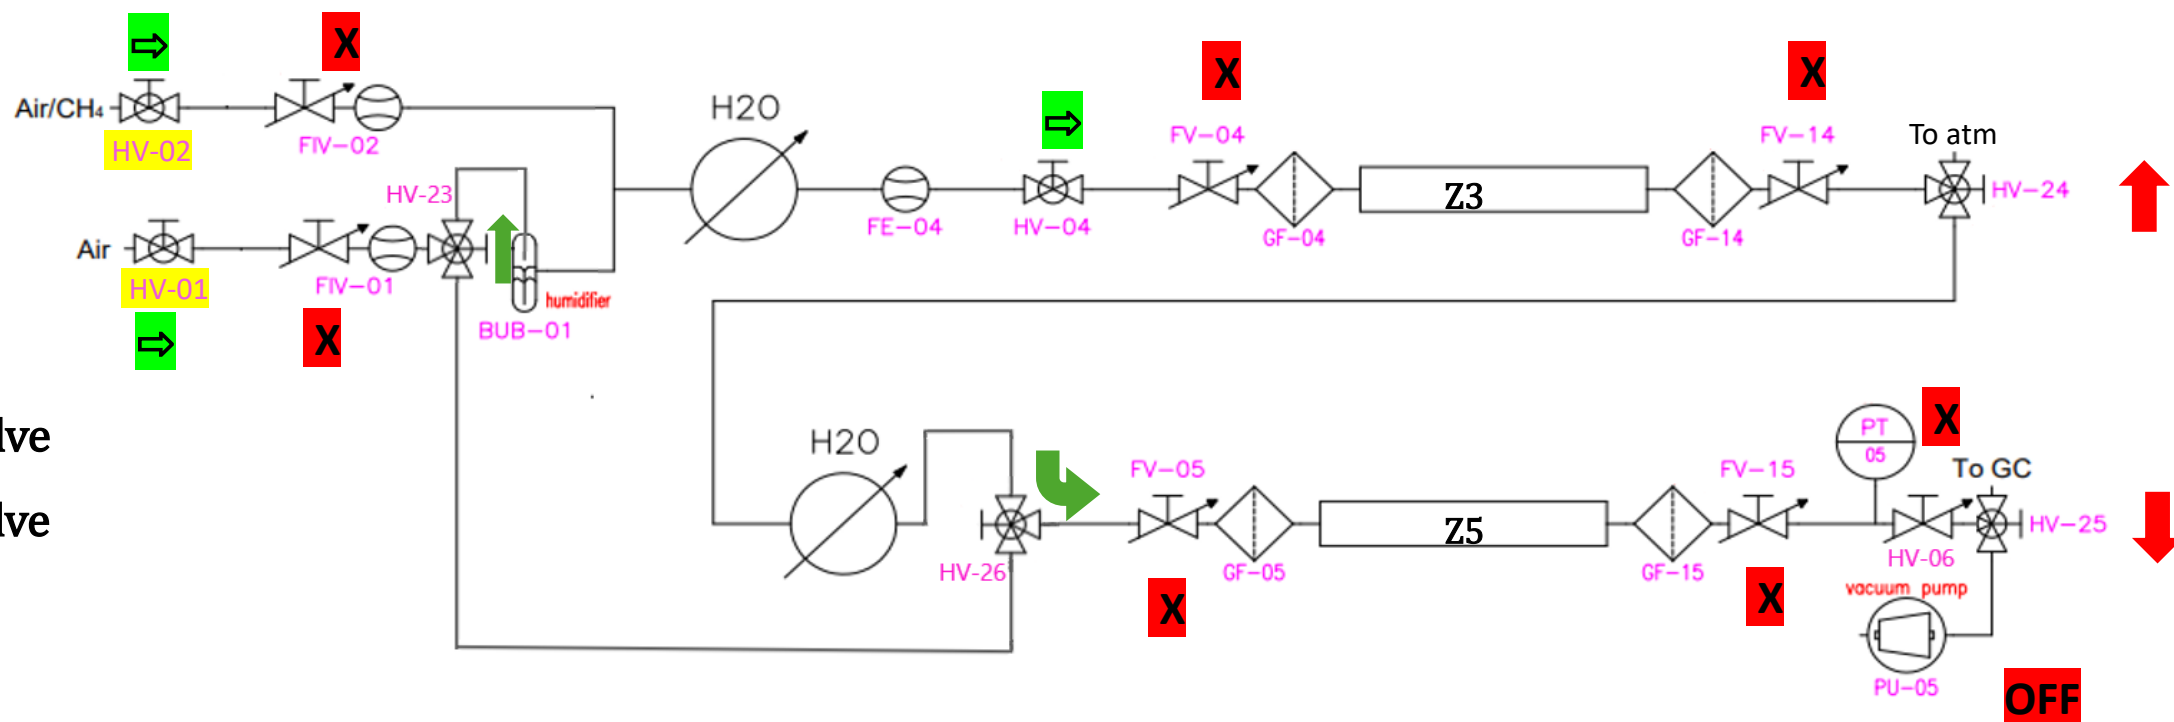 X
Air/CH₄
HV-02
FIV-02
Air
HV-01
FIV-01
X
HV-23
BUB-01
humidifier
H2O
FE-04
HV-04
X
FV-04
GF-04
Z3
GF-14
X
FV-14
To atm
HV-24
lve
lve
H2O
HV-26
FV-05
X
GF-05
Z5
GF-15
FV-15
X
PT
05
X
To GC
HV-25
HV-06
vacuum pump
PU-05
OFF